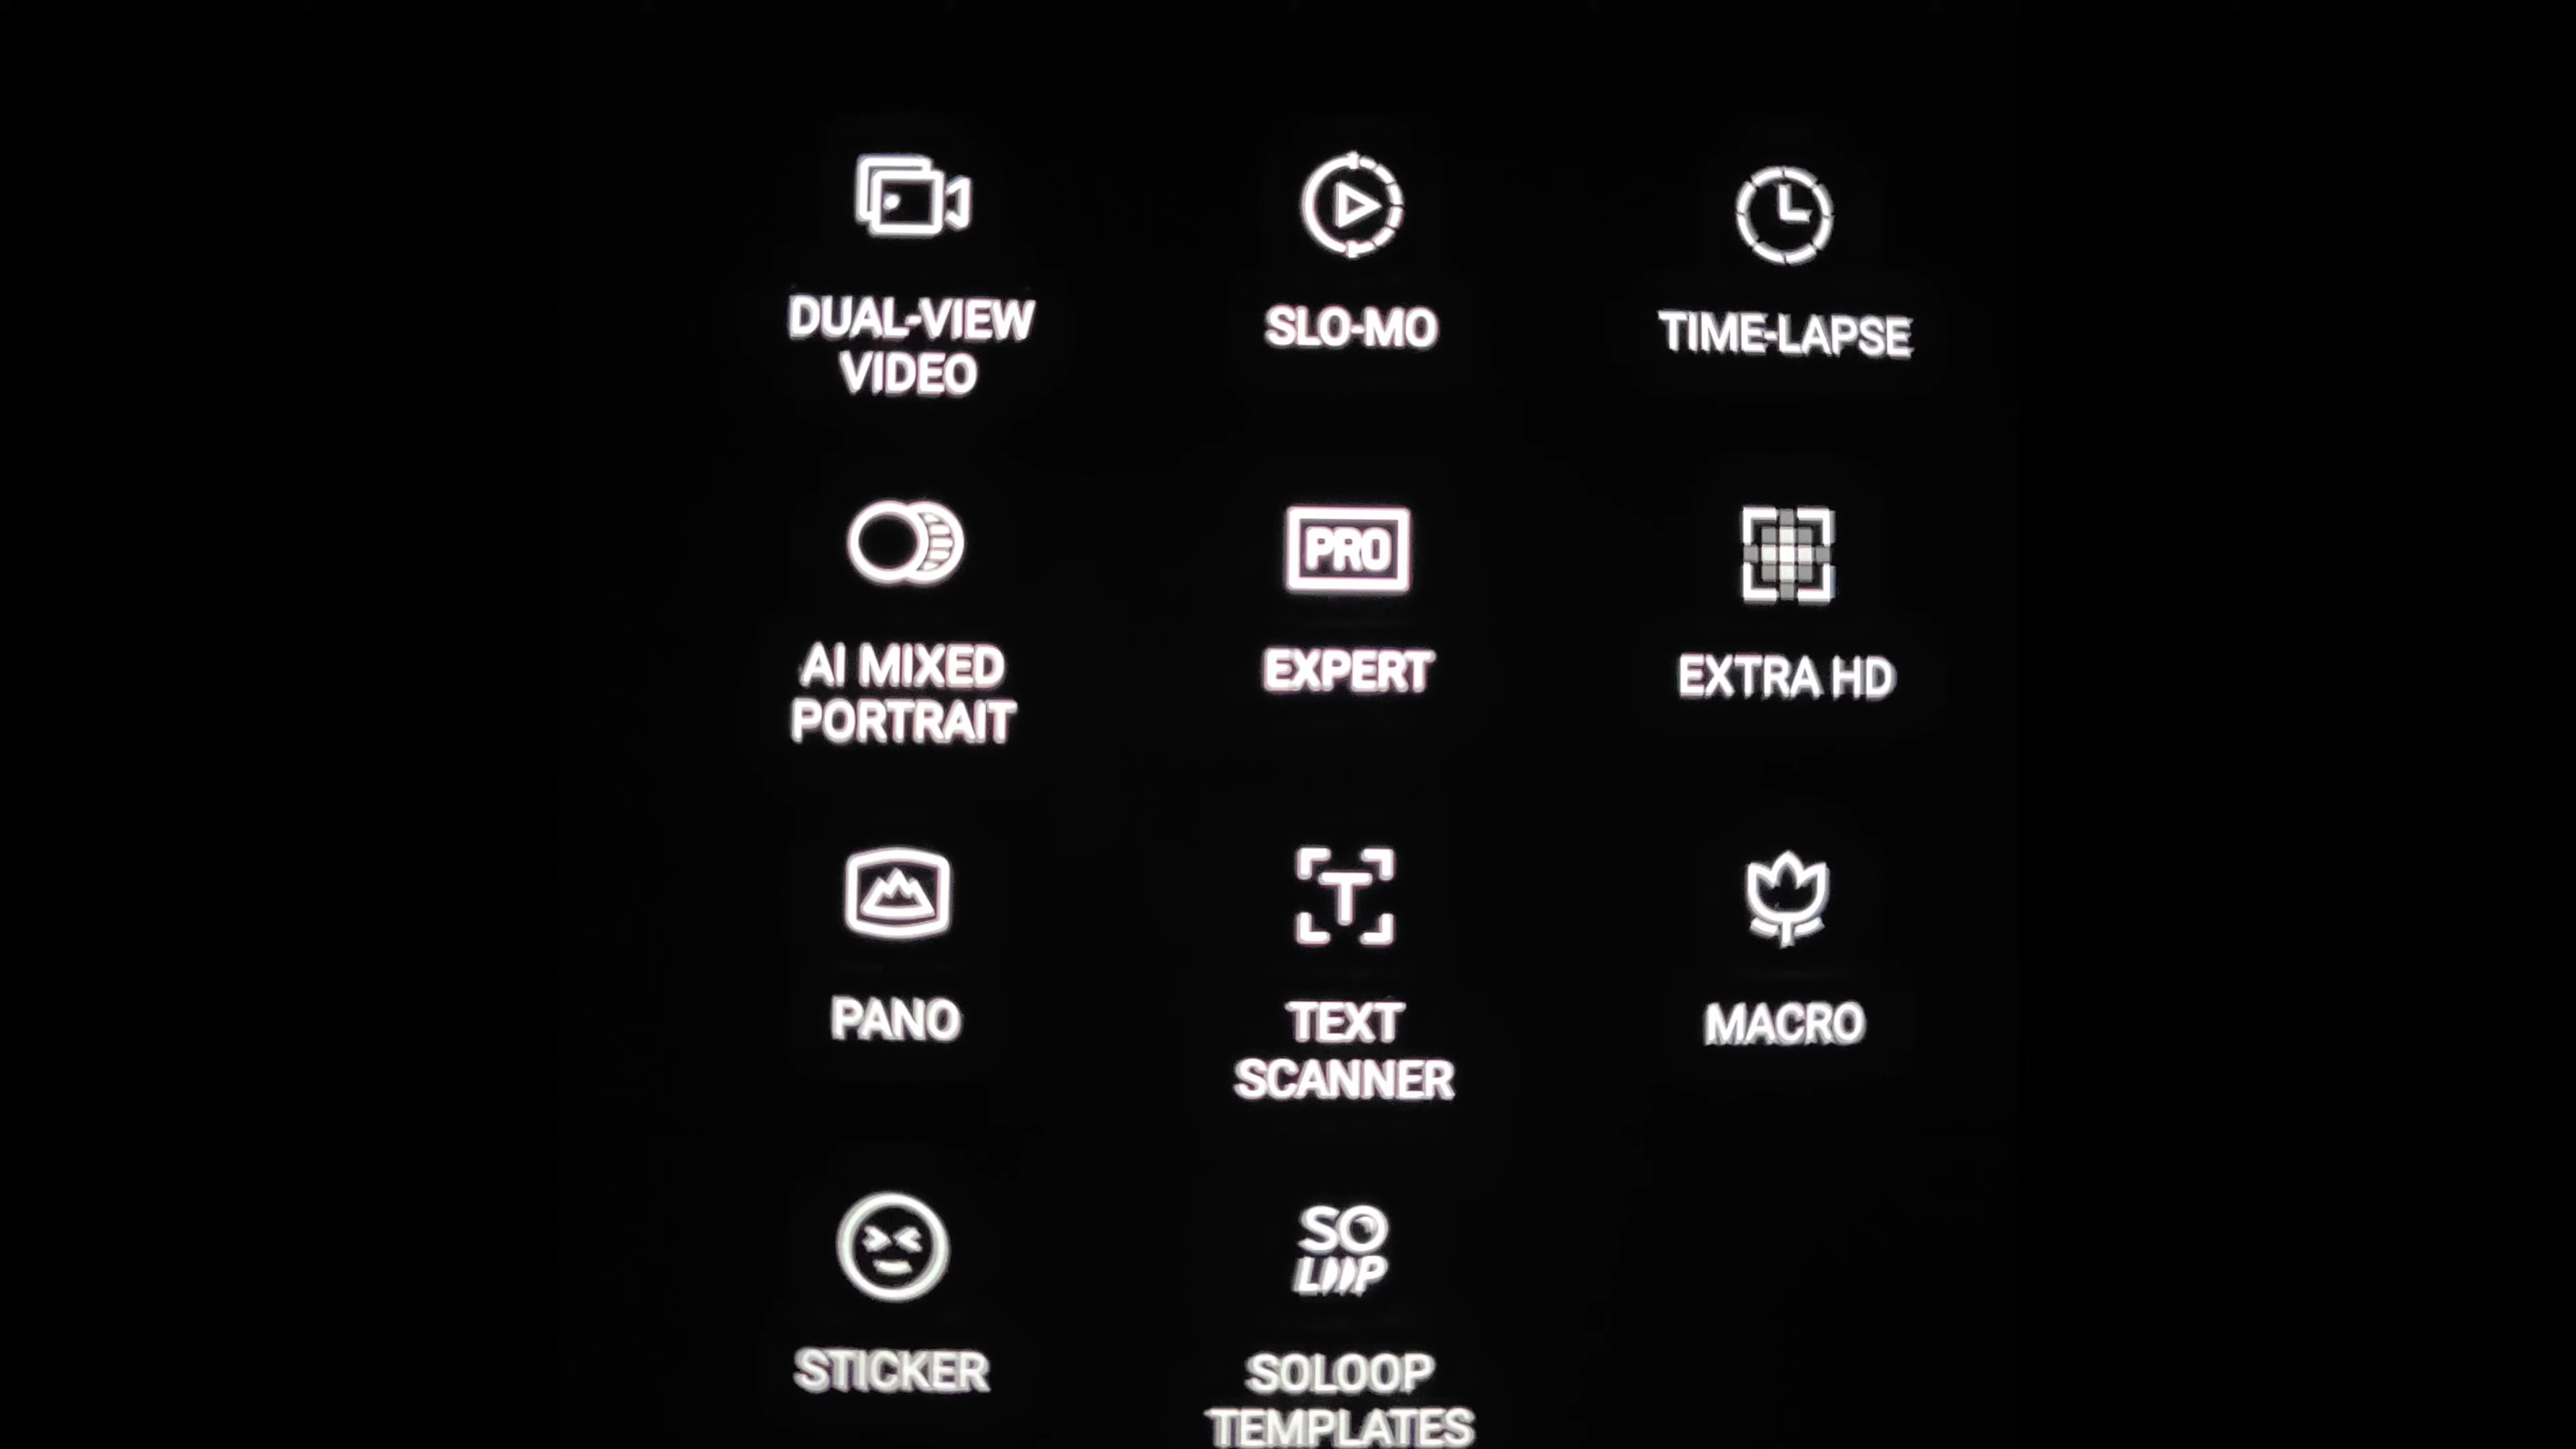 DUAL-VIEW
VIDEO
SLO-MO
TIME-LAPSE
AI MIXED
PORTRAIT
PRO
EXPERT
EXTRA HD
PANO
T
TEXT
SCANNER
MACRO
STICKER
SO
LOOP
SOLOOP
TEMPLATES